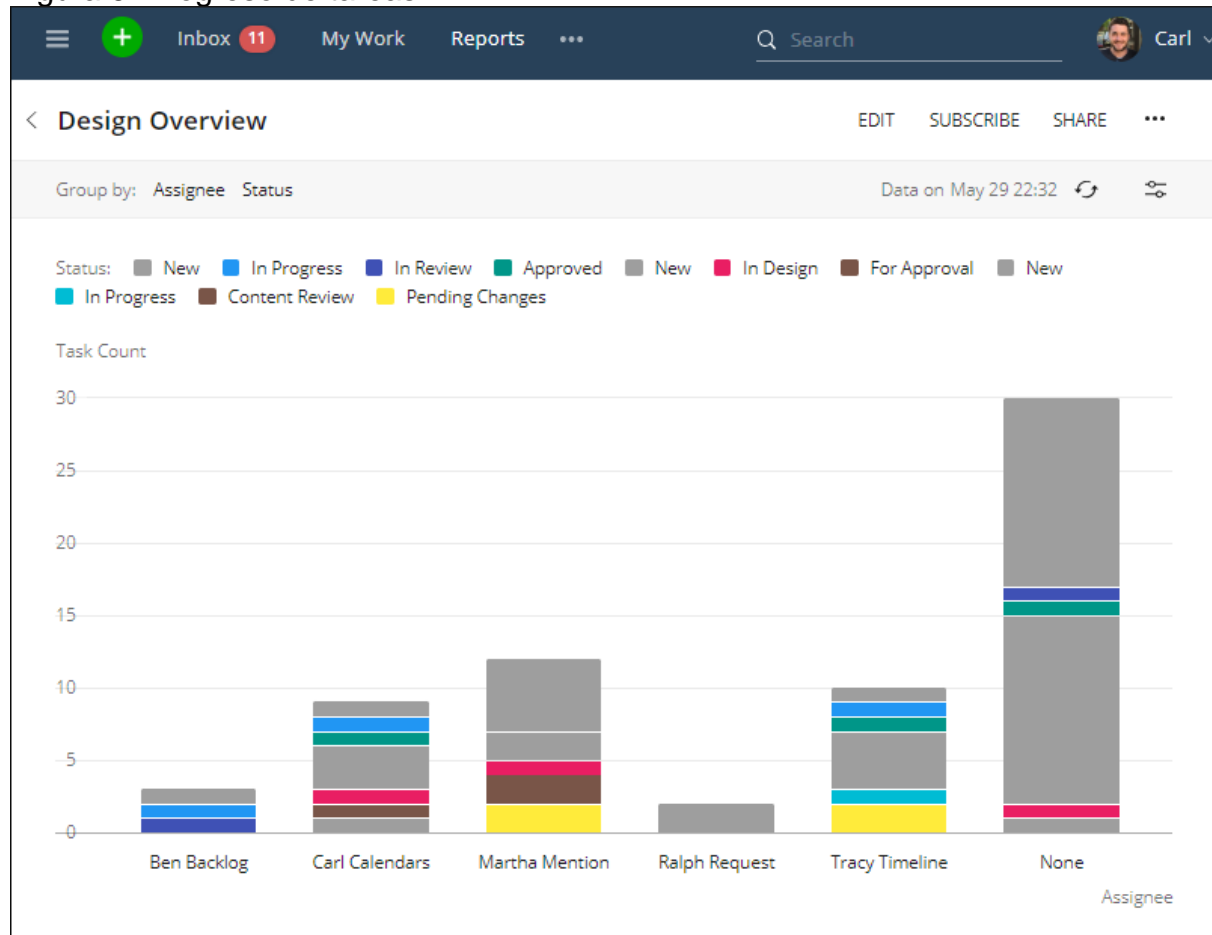 Inbox 11 My Work Reports ••• Search Carl
Design Overview EDIT SUBSCRIBE SHARE •••
Group by: Assignee Status Data on May 29 22:32
Status: New In Progress In Review Approved New In Design For Approval New
In Progress Content Review Pending Changes
Task Count
30
25
20
15
10
5
0
Ben Backlog Carl Calendars Martha Mention Ralph Request Tracy Timeline None
Assignee